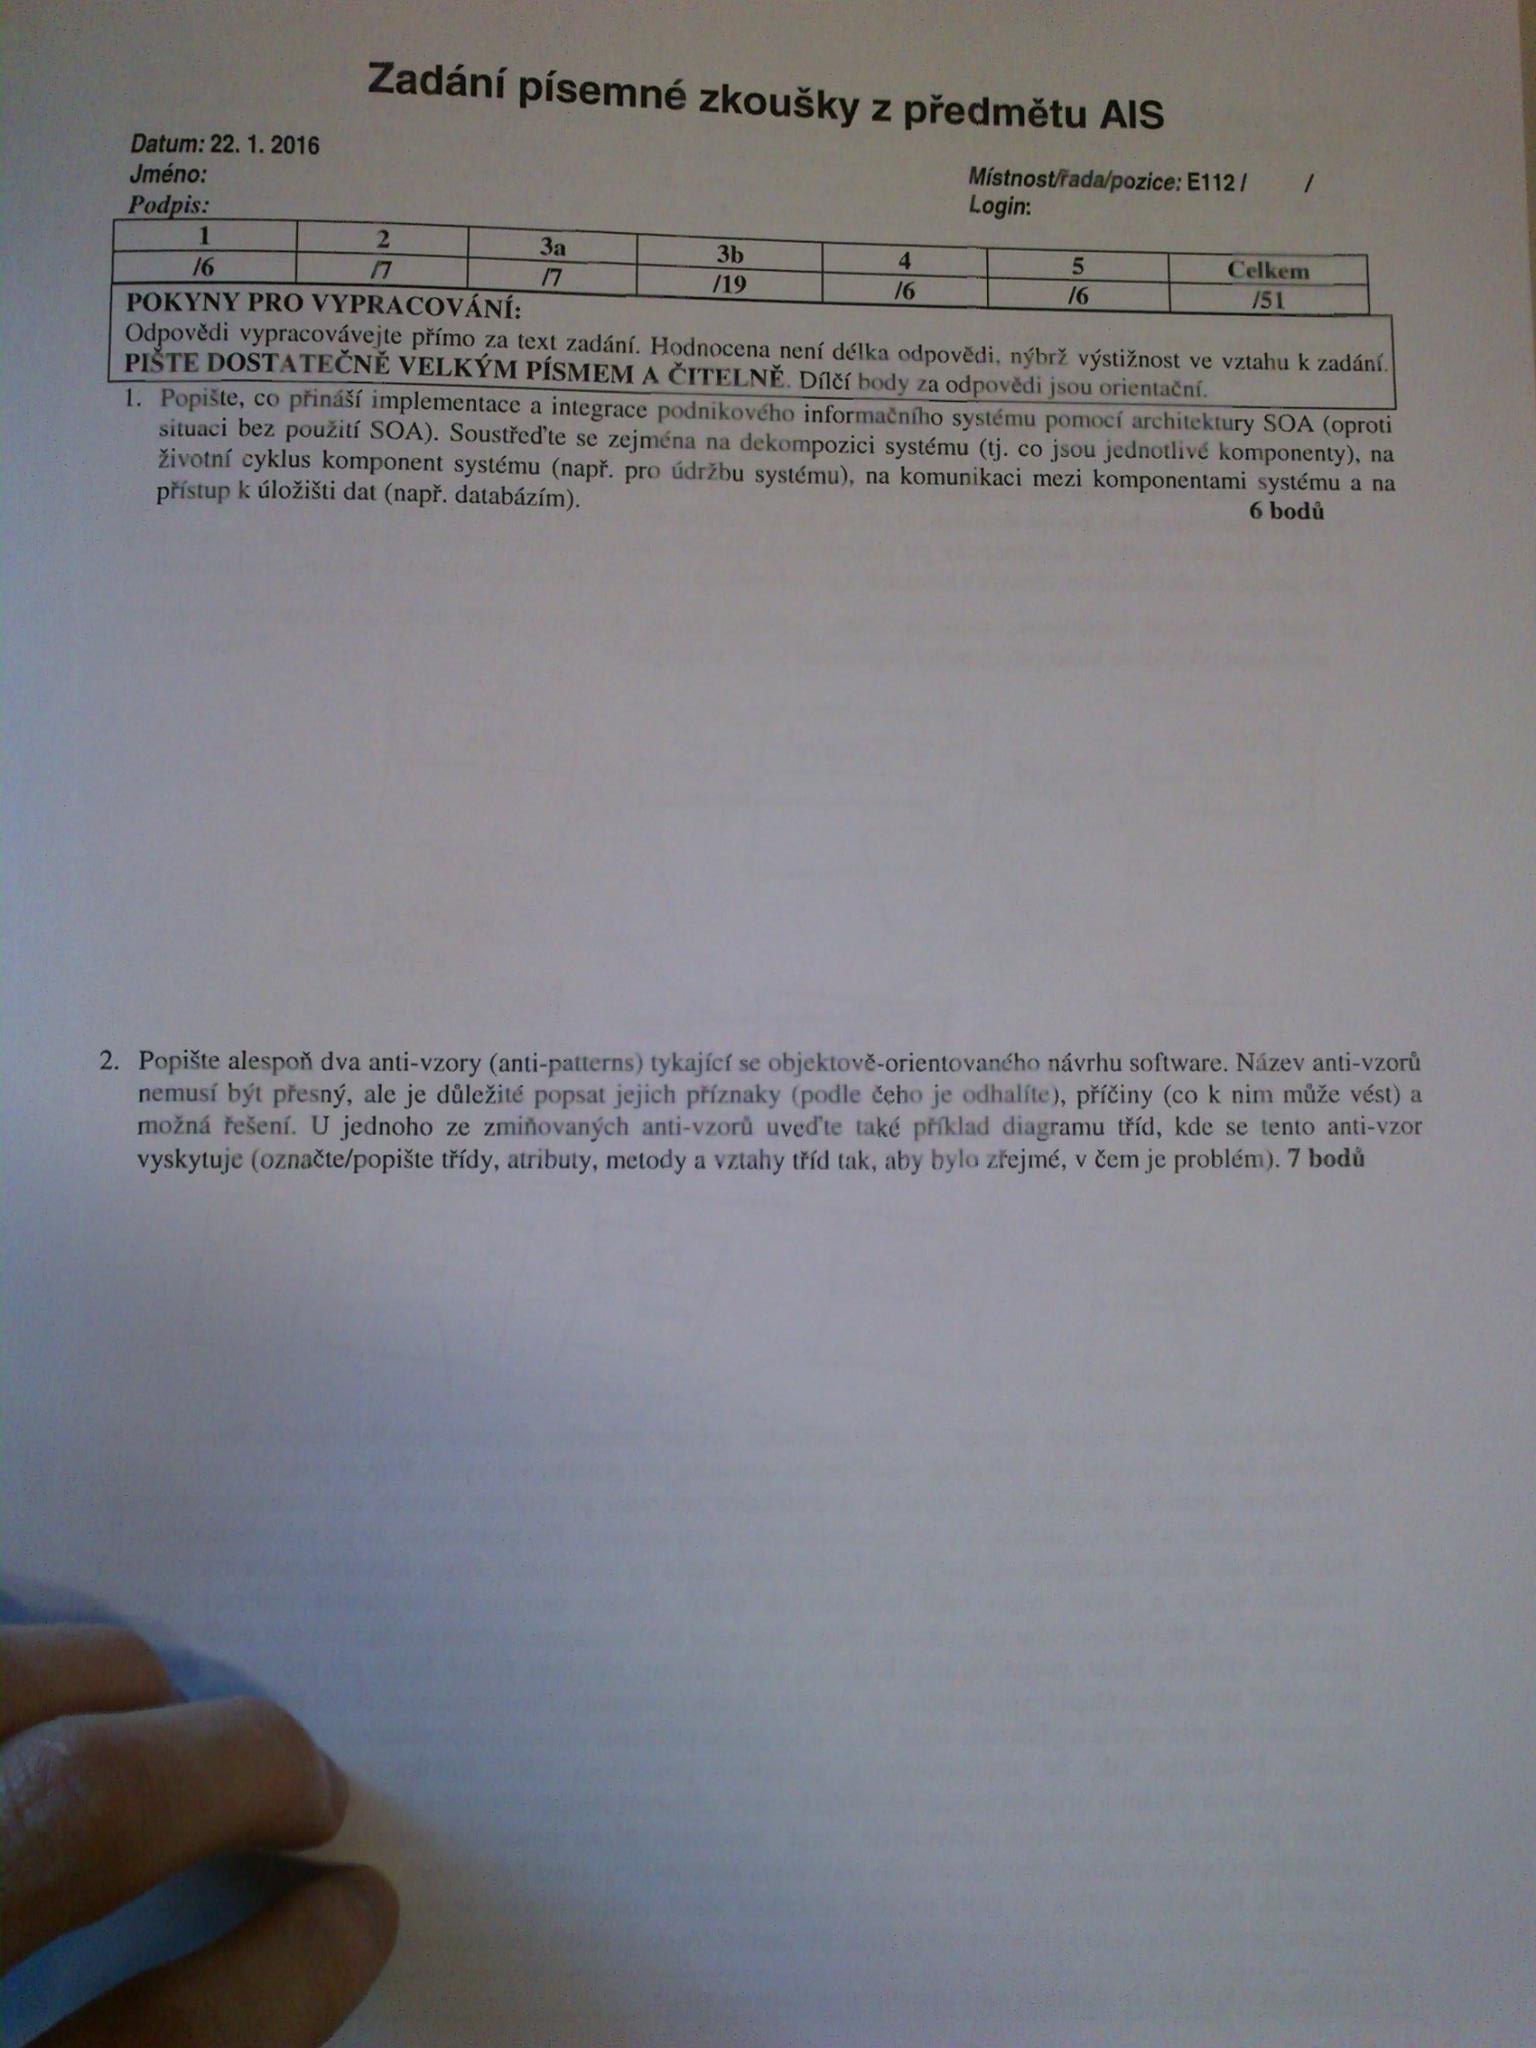 Zadání písemné zkoušky z předmětu AIS
Datum: 22. 1. 2016
Jméno:
Místnost/řada/pozice: E112 / /
Podpis:
Login:
1 2 3a 3b 4 5 Celkem
/6 /7 /7 /19 /6 /6 /51
POKYNY PRO VYPRACOVÁNÍ:
Odpovědi vypracovávejte přímo za text zadání. Hodnocena není délka odpovědi, nýbrž výstižnost ve vztahu k zadání.
PIŠTE DOSTATEČNĚ VELKÝM PÍSMEM A ČITELNĚ. Dílčí body za odpovědi jsou orientační.
1. Popište, co přináší implementace a integrace podnikového informačního systému pomocí architektury SOA (oproti
situaci bez použití SOA). Soustřeďte se zejména na dekompozici systému (tj. co jsou jednotlivé komponenty), na
životní cyklus komponent systému (např. pro údržbu systému), na komunikaci mezi komponentami systému a na
přístup k úložišti dat (např. databázím).
6 bodů
2. Popište alespoň dva anti-vzory (anti-patterns) tykající se objektově-orientovaného návrhu software. Název anti-vzorů
nemusí být přesný, ale je důležité popsat jejich příznaky (podle čeho je odhalíte), příčiny (co k nim může vést) a
možná řešení. U jednoho ze zmiňovaných anti-vzorů uveďte také příklad diagramu tříd, kde se tento anti-vzor
vyskytuje (označte/popište třídy, atributy, metody a vztahy tříd tak, aby bylo zřejmé, v čem je problém). 7 bodů